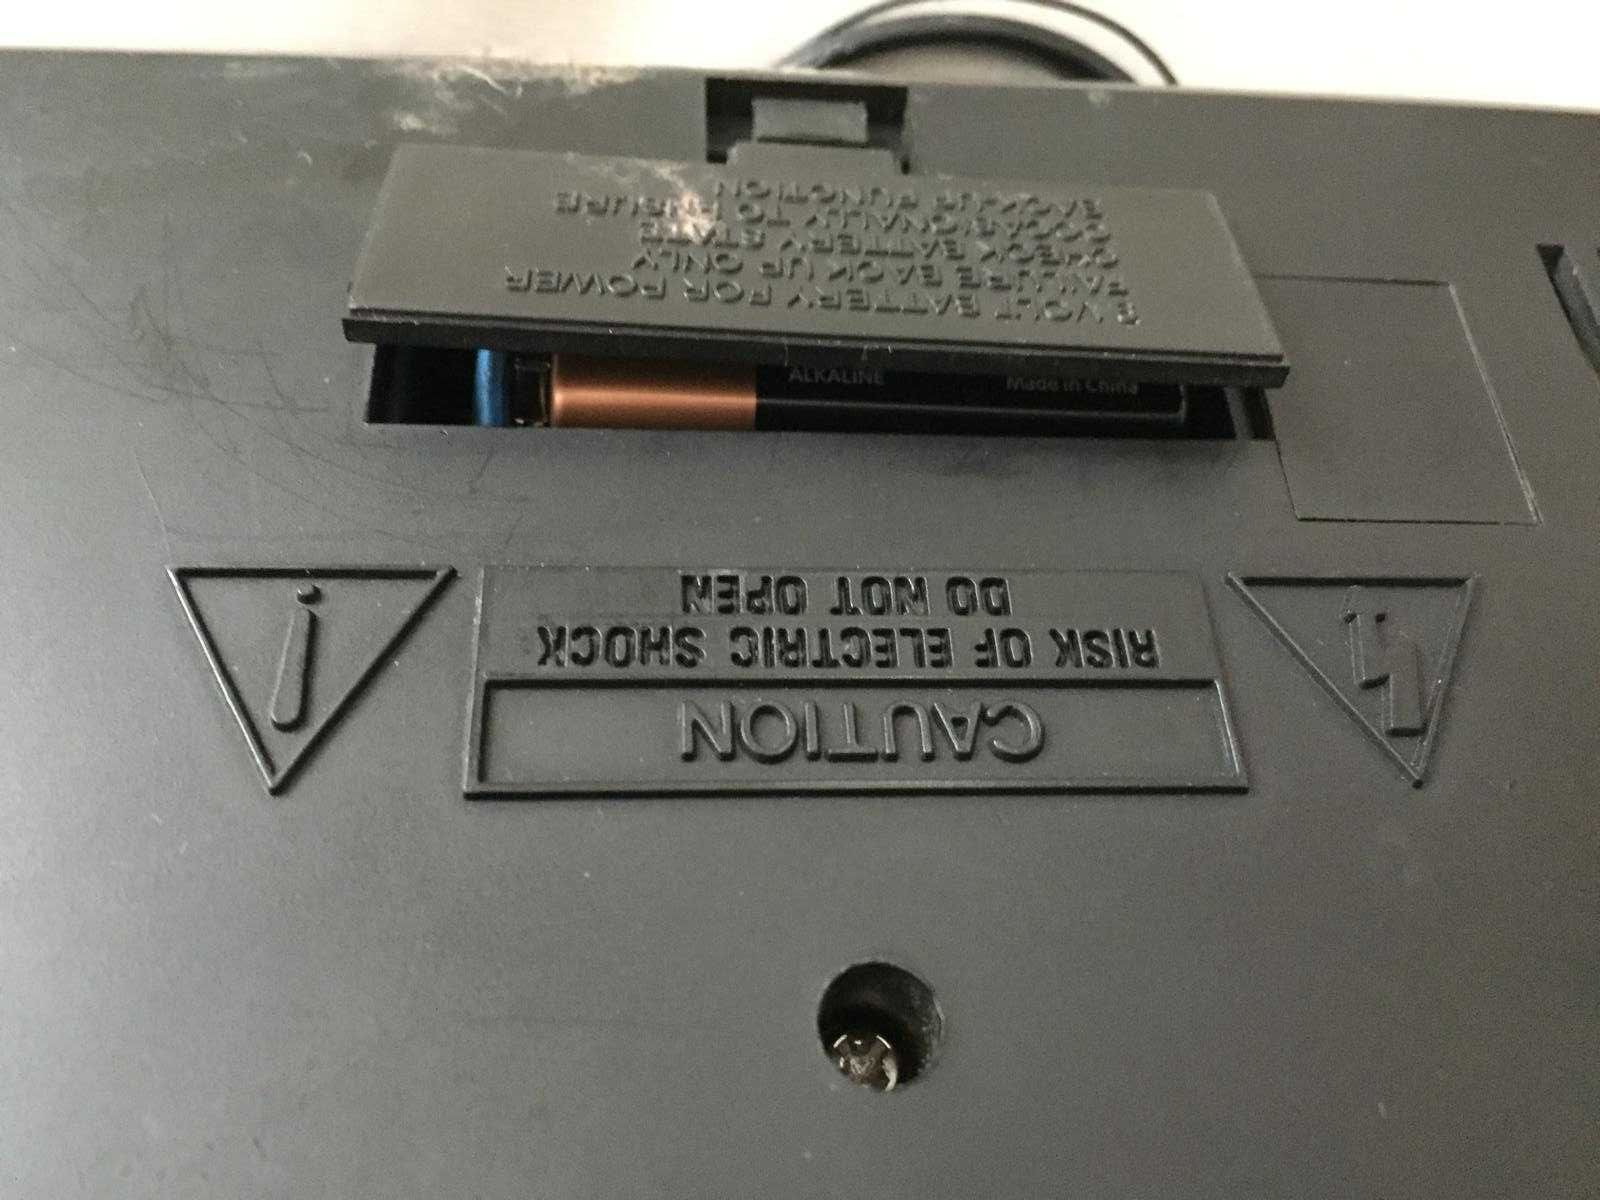 9 VOLT BATTERY FOR POWER
FAILURE BACK UP ONLY
CHECK BATTERY STATE
OCCASIONALLY TO ENSURE
BACK UP FUNCTION
ALKALINE
Made in China
CAUTION
RISK OF ELECTRIC SHOCK
DO NOT OPEN